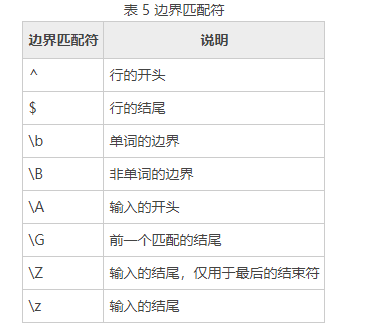 表 5 边界匹配符
边界匹配符 说明
^ 行的开头
$ 行的结尾
\b 单词的边界
\B 非单词的边界
\A 输入的开头
\G 前一个匹配的结尾
\Z 输入的结尾，仅用于最后的结束符
\z 输入的结尾